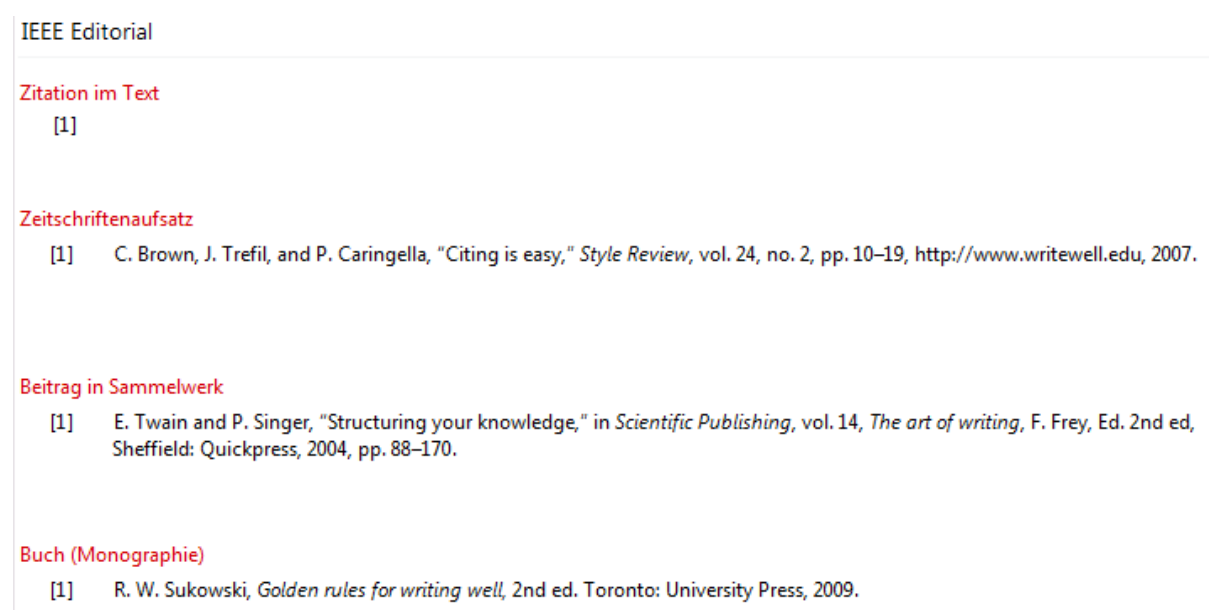 IEEE Editorial
Zitation im Text
[1]
Zeitschriftenaufsatz
[1] C. Brown, J. Trefil, and P. Caringella, "Citing is easy," Style Review, vol. 24, no. 2, pp. 10–19, http://www.writewell.edu, 2007.
Beitrag in Sammelwerk
[1] E. Twain and P. Singer, "Structuring your knowledge," in Scientific Publishing, vol. 14, The art of writing, F. Frey, Ed. 2nd ed,
Sheffield: Quickpress, 2004, pp. 88–170.
Buch (Monographie)
[1] R. W. Sukowski, Golden rules for writing well, 2nd ed. Toronto: University Press, 2009.